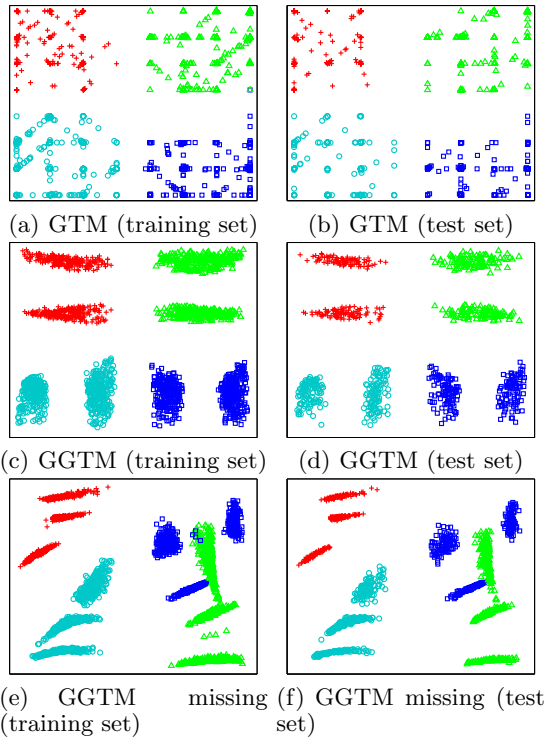 (a) GTM (training set)
(b) GTM (test set)
(c) GGTM (training set)
(d) GGTM (test set)
(e) GGTM missing
(training set)
(f) GGTM missing (test
set)